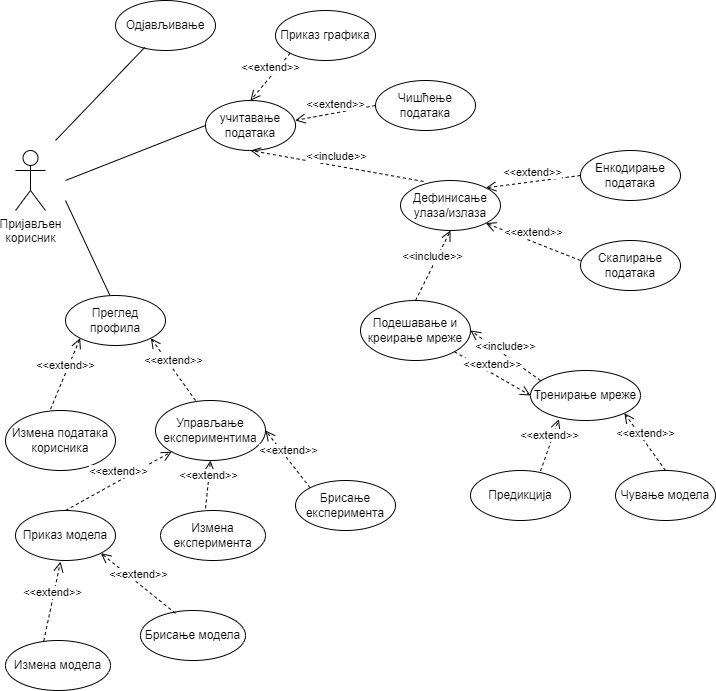 Одјављивање
Приказ графика
<<extend>>
учитавање
података
<<extend>>
Чишћење
података
<<include>>
Пријављен
корисник
Дефинисање
улаза/излаза
<<extend>>
Енкодирање
података
<<extend>>
Скалирање
података
<<include>>
Преглед
профила
Подешавање и
креирање мреже
<<include>>
<<extend>>
Тренирање мреже
<<extend>>
<<extend>>
Измена података
корисника
Управљање
експериментима
<<extend>>
<<extend>>
Предикција
Чување модела
<<extend>>
<<extend>>
<<extend>>
Брисање
експеримента
Приказ модела
Измена
експеримента
<<extend>>
<<extend>>
Брисање модела
Измена модела